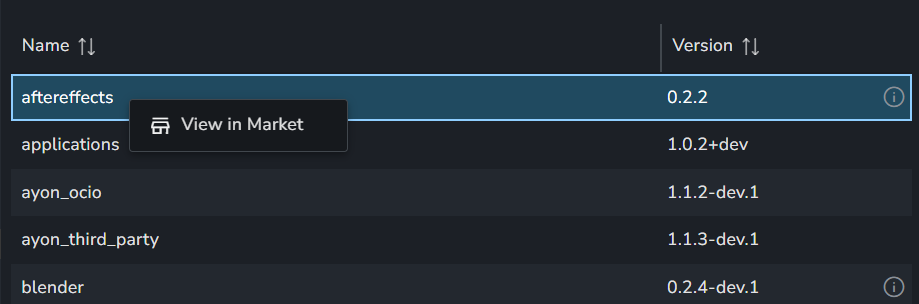 Name Version
aftereffects 0.2.2
View in Market
applications 1.0.2+dev
ayon_ocio 1.1.2-dev.1
ayon_third_party 1.1.3-dev.1
blender 0.2.4-dev.1